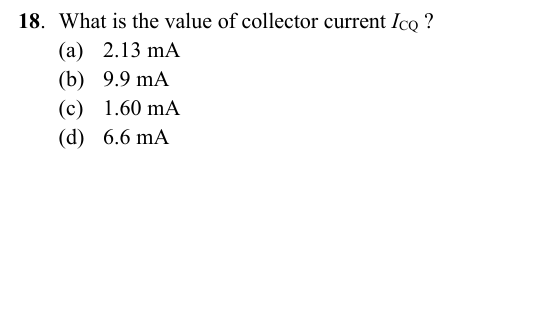 18. What is the value of collector current ICQ ?
(a) 2.13 mA
(b) 9.9 mA
(c) 1.60 mA
(d) 6.6 mA